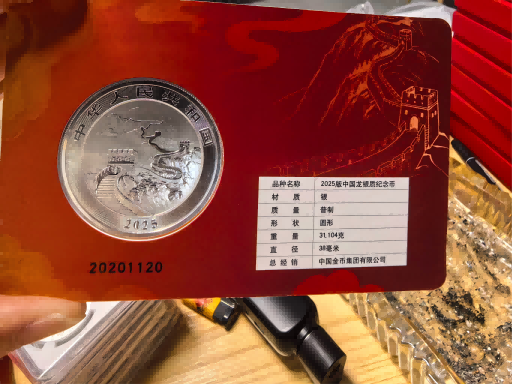 中华人民共和国
2025
20201120
品种名称 2025版中国龙银质纪念币
材 质 银
质 量 普制
形 状 圆形
重 量 31.104克
直 径 38毫米
总 经 销 中国金币集团有限公司